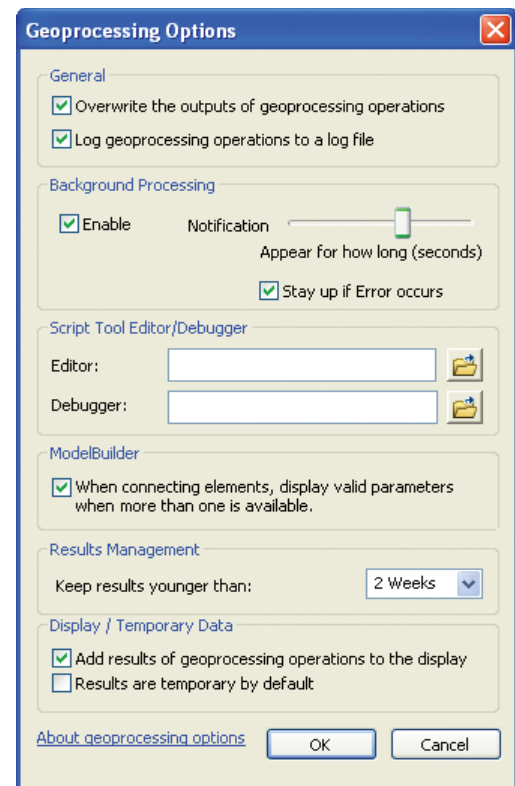 Geoprocessing Options
General
Overwrite the outputs of geoprocessing operations
Log geoprocessing operations to a log file
Background Processing
Enable
Notification
Appear for how long (seconds)
Stay up if Error occurs
Script Tool Editor/Debugger
Editor:
Debugger:
ModelBuilder
When connecting elements, display valid parameters
when more than one is available.
Results Management
Keep results younger than:
2 Weeks
Display / Temporary Data
Add results of geoprocessing operations to the display
Results are temporary by default
About geoprocessing options
OK
Cancel